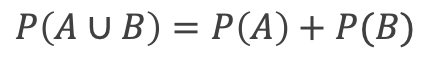 P(A ∪ B) = P(A) + P(B)